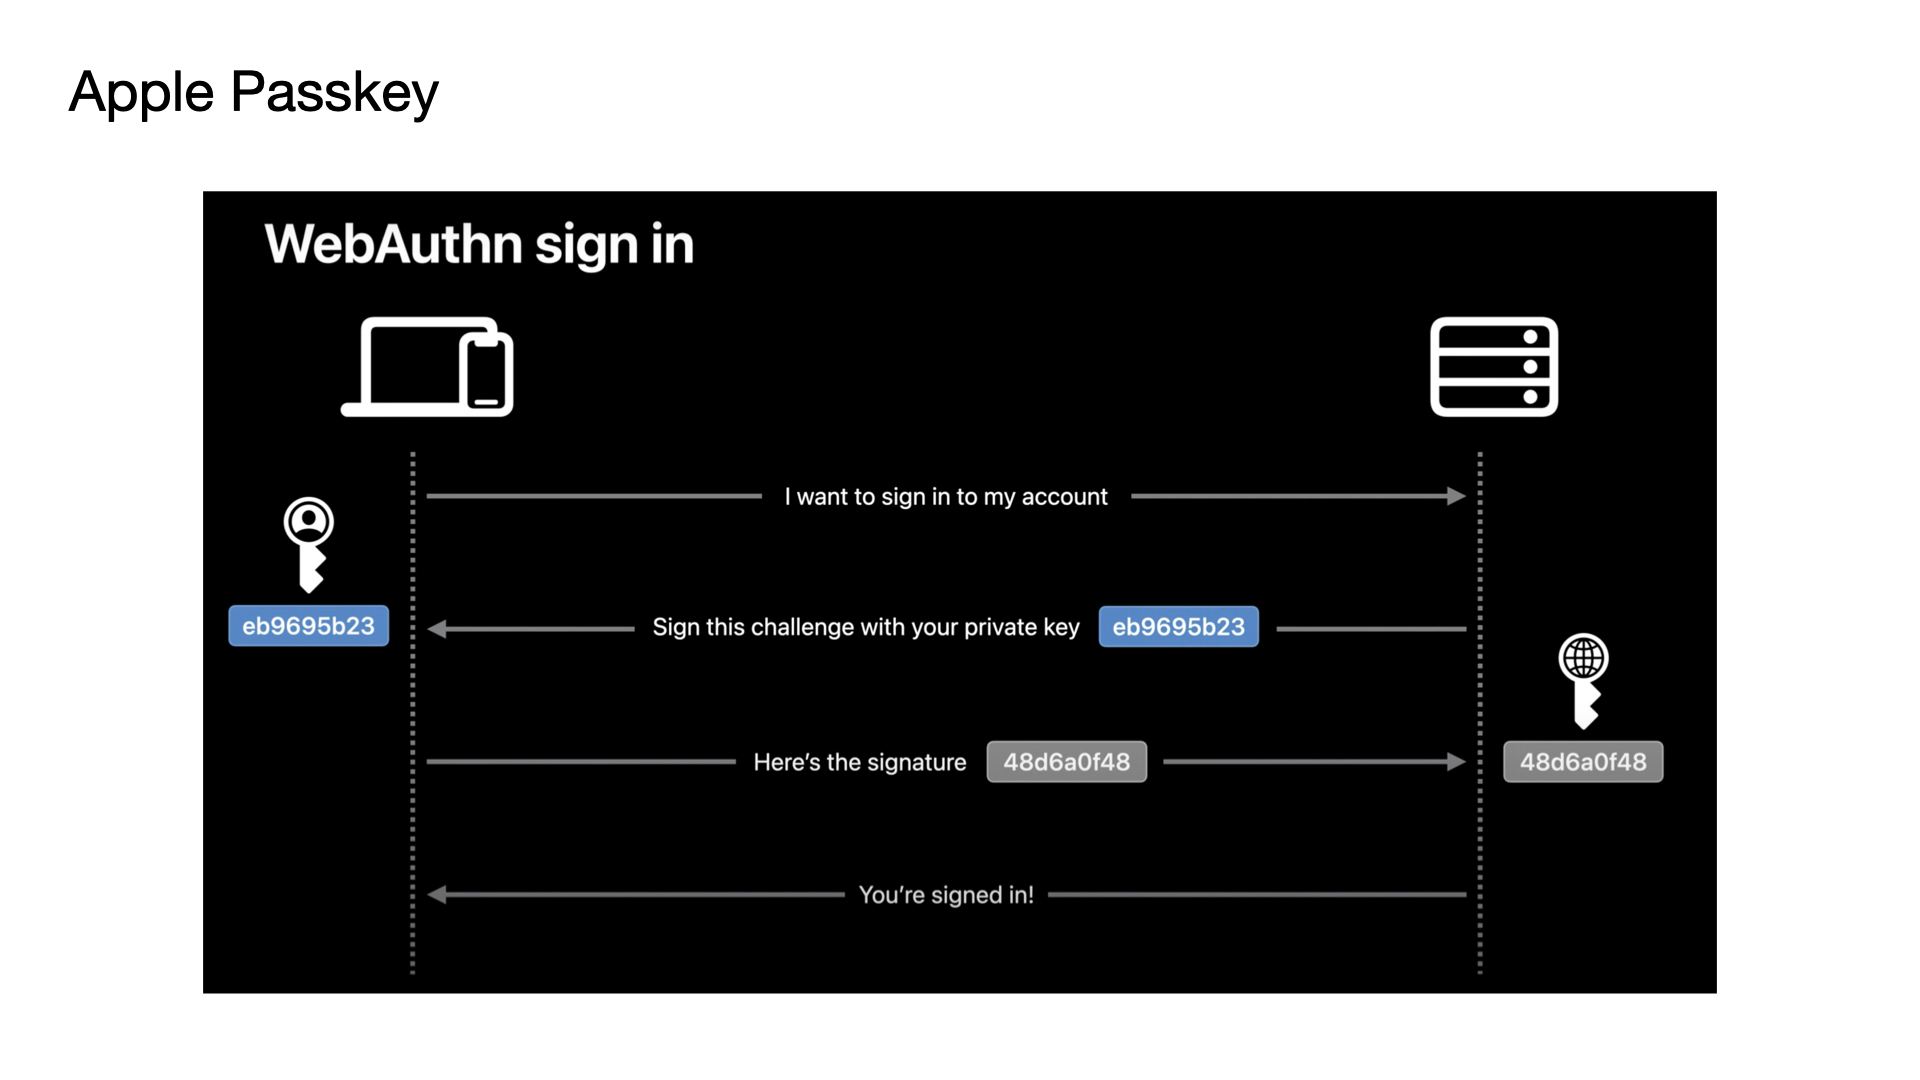 Apple Passkey
WebAuthn sign in
I want to sign in to my account
eb9695b23
Sign this challenge with your private key eb9695b23
Here’s the signature 48d6a0f48
48d6a0f48
You’re signed in!